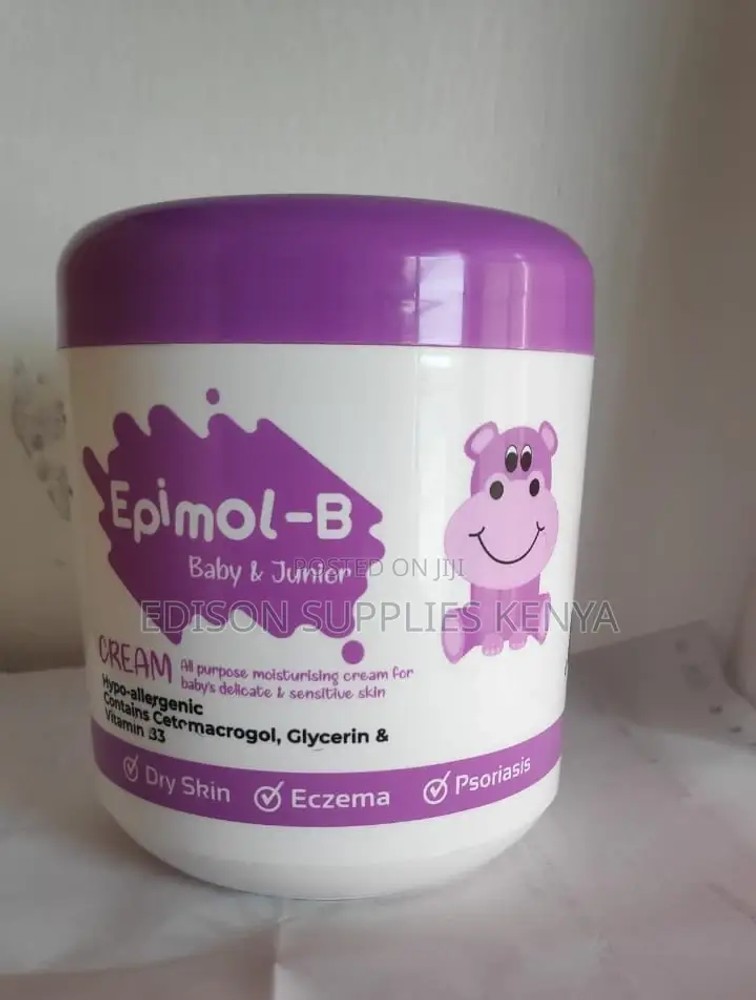 Epimol-B
Baby & Junior
POSTED ON JIJI
EDISON SUPPLIES KENYA
CREAM
All purpose moisturising cream for
baby's delicate & sensitive skin
Hypo-allergenic
Contains Cetomacrogol, Glycerin &
Vitamin B3
Dry Skin
Eczema
Psoriasis